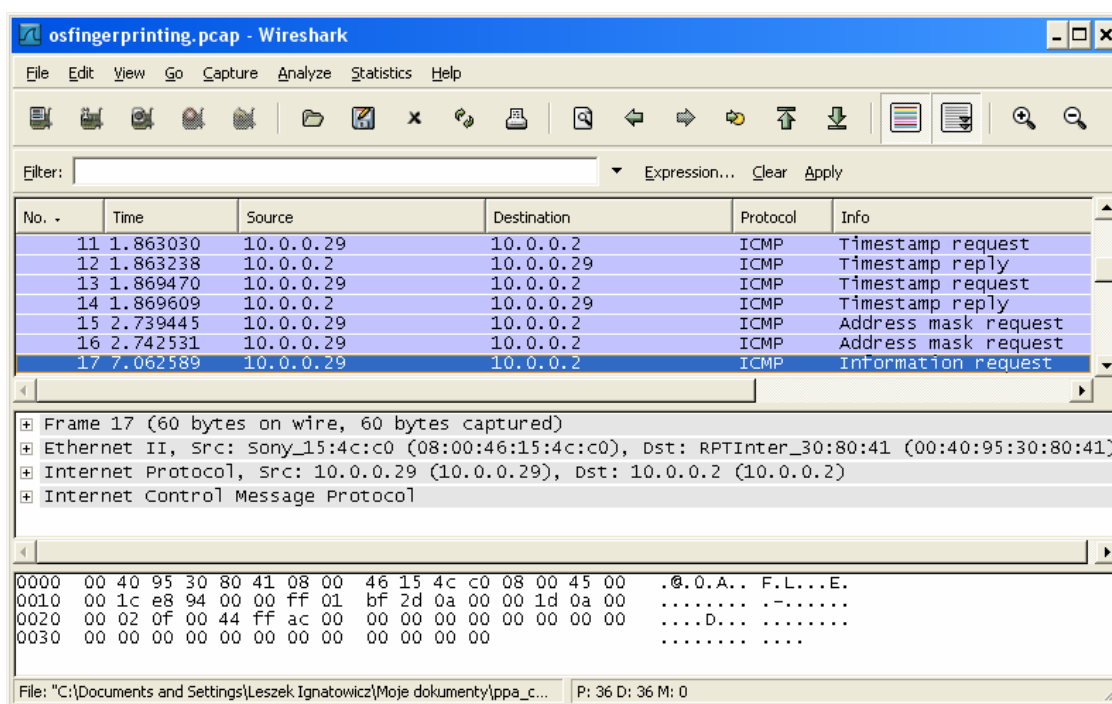 osfingerprinting.pcap - Wireshark
File Edit View Go Capture Analyze Statistics Help
Filter: Expression... Clear Apply
No. . Time Source Destination Protocol Info
11 1.863030 10.0.0.29 10.0.0.2 ICMP Timestamp request
12 1.863238 10.0.0.2 10.0.0.29 ICMP Timestamp reply
13 1.869470 10.0.0.29 10.0.0.2 ICMP Timestamp request
14 1.869609 10.0.0.2 10.0.0.29 ICMP Timestamp reply
15 2.739445 10.0.0.29 10.0.0.2 ICMP Address mask request
16 2.742531 10.0.0.29 10.0.0.2 ICMP Address mask request
17 7.062589 10.0.0.29 10.0.0.2 ICMP Information request
Frame 17 (60 bytes on wire, 60 bytes captured)
Ethernet II, Src: Sony_15:4c:c0 (08:00:46:15:4c:c0), Dst: RPTInter_30:80:41 (00:40:95:30:80:41)
Internet Protocol, Src: 10.0.0.29 (10.0.0.29), Dst: 10.0.0.2 (10.0.0.2)
Internet Control Message Protocol
0000 00 40 95 30 80 41 08 00 46 15 4c c0 08 00 45 00 .@.0.A.. F.L...E.
0010 00 1c e8 94 00 00 ff 01 bf 2d 0a 00 00 1d 0a 00 ........ .-......
0020 00 02 0f 00 44 ff ac 00 00 00 00 00 00 00 00 00 ....D... ........
0030 00 00 00 00 00 00 00 00 00 00 00 00 ........ ....
File: "C:\Documents and Settings\Leszek Ignatowicz\Moje dokumenty\ppa_c... P: 36 D: 36 M: 0